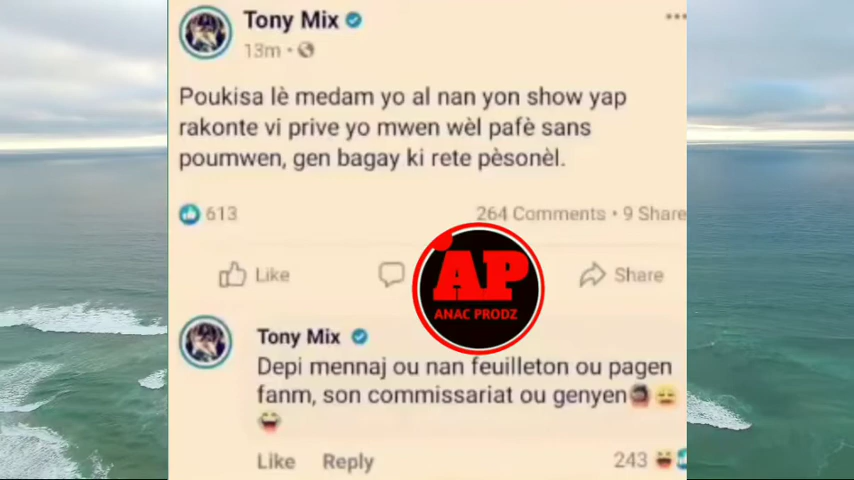 Tony Mix
13m
Poukisa lè medam yo al nan yon show yap
rakonte vi prive yo mwen wèl pafè sans
poumwen, gen bagay ki rete pèsonèl.
613
264 Comments • 9 Share
Like
Share
AP
ANAC PRODZ
Tony Mix
Depi mennaj ou nan feuilleton ou pagen
fanm, son commissariat ou genyen
Like Reply
243